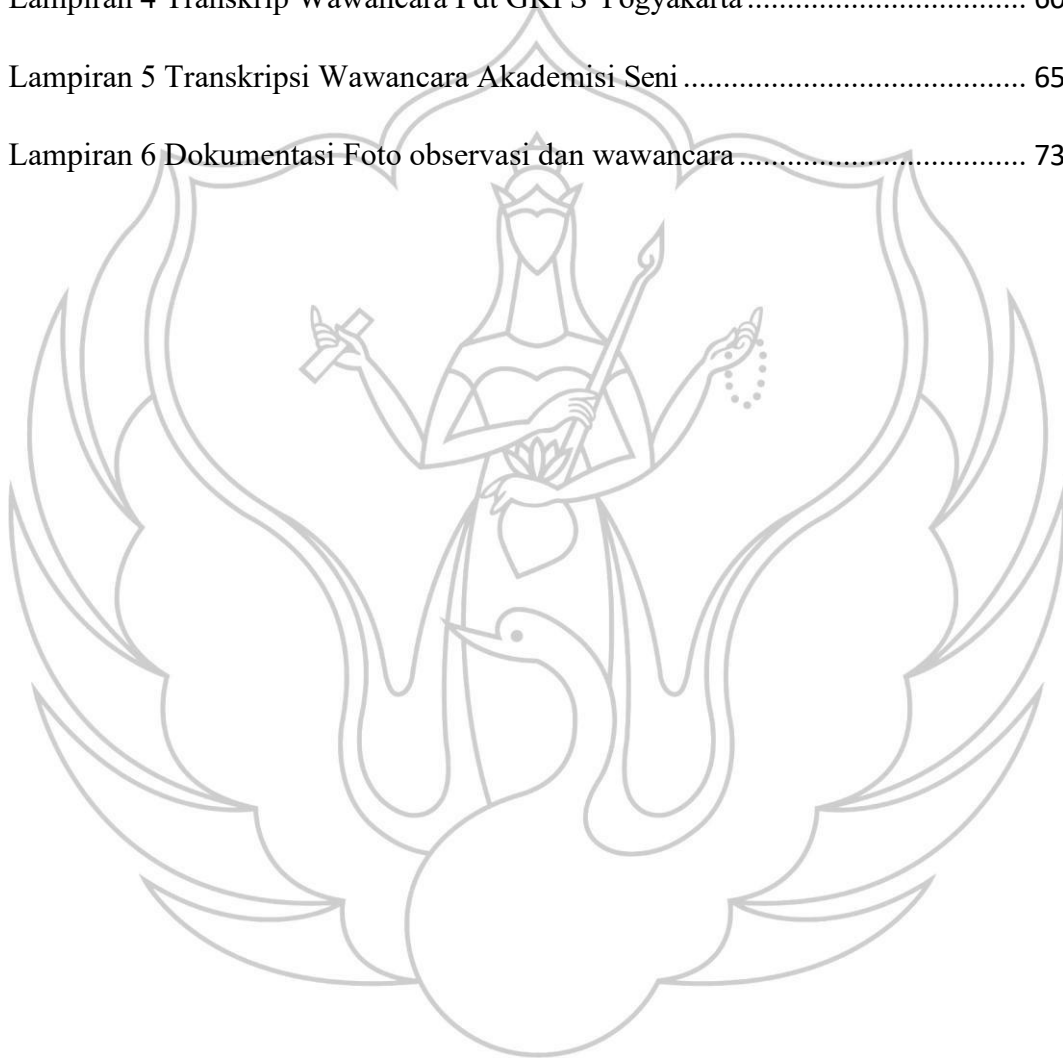 Lampiran 4 Transkrip Wawancara Pdt GKPS Yogyakarta ................................... 60
Lampiran 5 Transkripsi Wawancara Akademisi Seni ........................................... 65
Lampiran 6 Dokumentasi Foto observasi dan wawancara .................................... 73